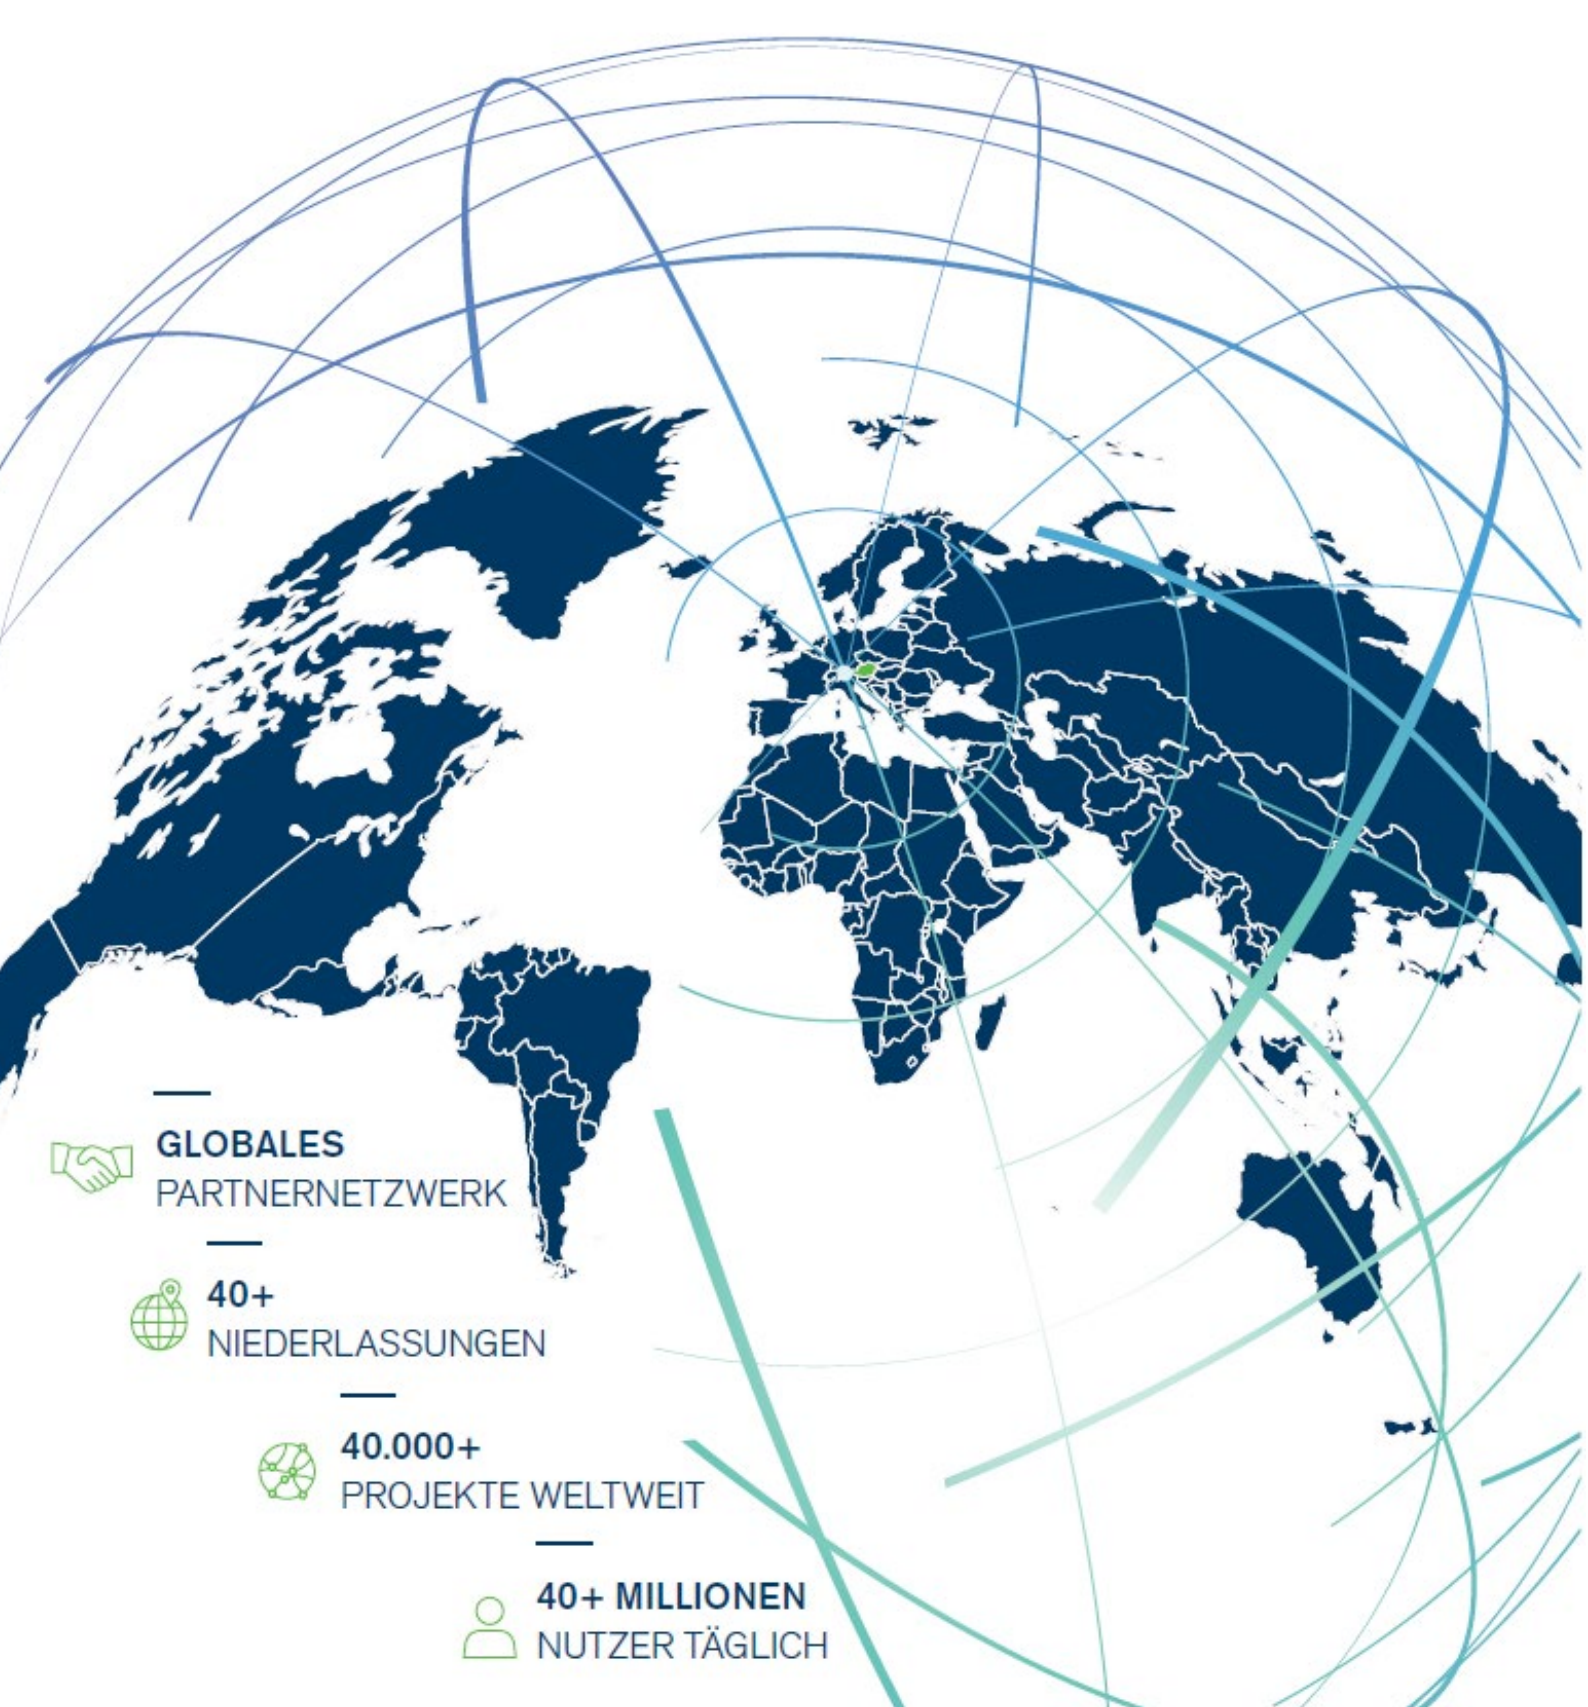 GLOBALES
PARTNERNETZWERK
40+
NIEDERLASSUNGEN
40.000+
PROJEKTE WELTWEIT
40+ MILLIONEN
NUTZER TÄGLICH